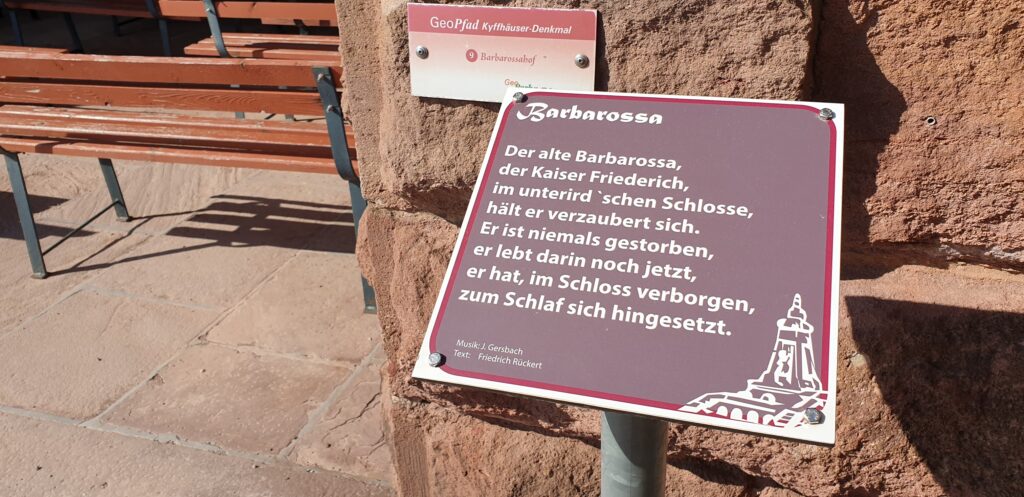 GeoPfad Kyffhäuser-Denkmal
9 Barbarossahof
Geo
Barbarossa
Der alte Barbarossa,
der Kaiser Friederich,
im unterird `schen Schlosse,
hält er verzaubert sich.
Er ist niemals gestorben,
er lebt darin noch jetzt,
er hat, im Schloss verborgen,
zum Schlaf sich hingesetzt.
Musik: J. Gersbach
Text: Friedrich Rückert